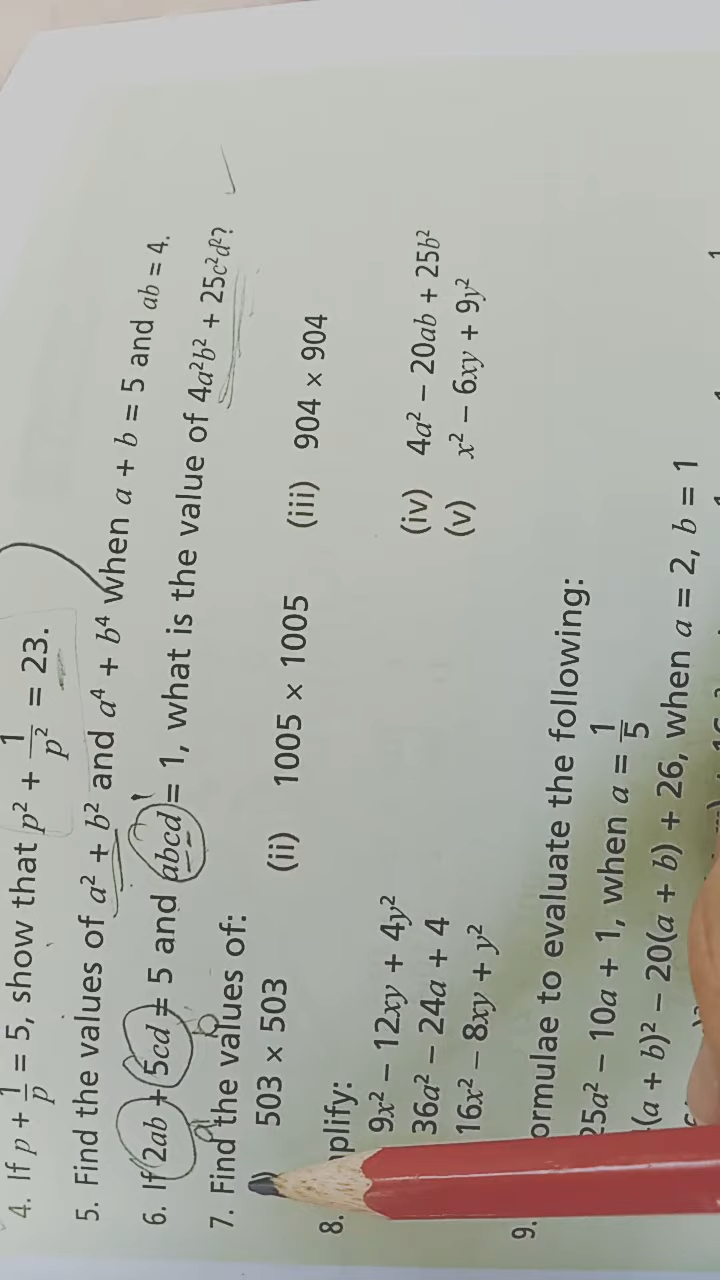 4. If p + 1/p = 5, show that p² + 1/p² = 23.
5. Find the values of a² + b² and a⁴ + b⁴ when a + b = 5 and ab = 4.
6. If 2ab + 5cd = 5 and abcd = 1, what is the value of 4a²b² + 25c²d²?
a b
7. Find the values of:
503 × 503 (ii) 1005 × 1005 (iii) 904 × 904
8. plify:
9x² − 12xy + 4y² (iv) 4a² − 20ab + 25b²
36a² − 24a + 4 (v) x² − 6xy + 9y²
16x² − 8xy + y²
9. ormulae to evaluate the following:
25a² − 10a + 1, when a = 1/5
(a + b)² − 20(a + b) + 26, when a = 2, b = 1